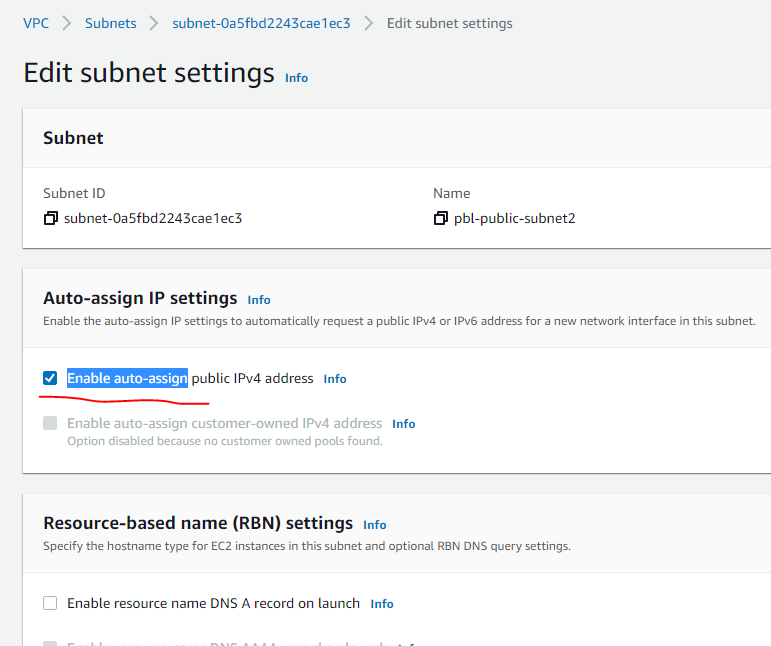 VPC > Subnets > subnet-0a5fbd2243cae1ec3 > Edit subnet settings
Edit subnet settings Info
Subnet
Subnet ID Name
subnet-0a5fbd2243cae1ec3 pbl-public-subnet2
Auto-assign IP settings Info
Enable the auto-assign IP settings to automatically request a public IPv4 or IPv6 address for a new network interface in this subnet.
Enable auto-assign public IPv4 address Info
Enable auto-assign customer-owned IPv4 address Info
Option disabled because no customer owned pools found.
Resource-based name (RBN) settings Info
Specify the hostname type for EC2 instances in this subnet and optional RBN DNS query settings.
Enable resource name DNS A record on launch Info